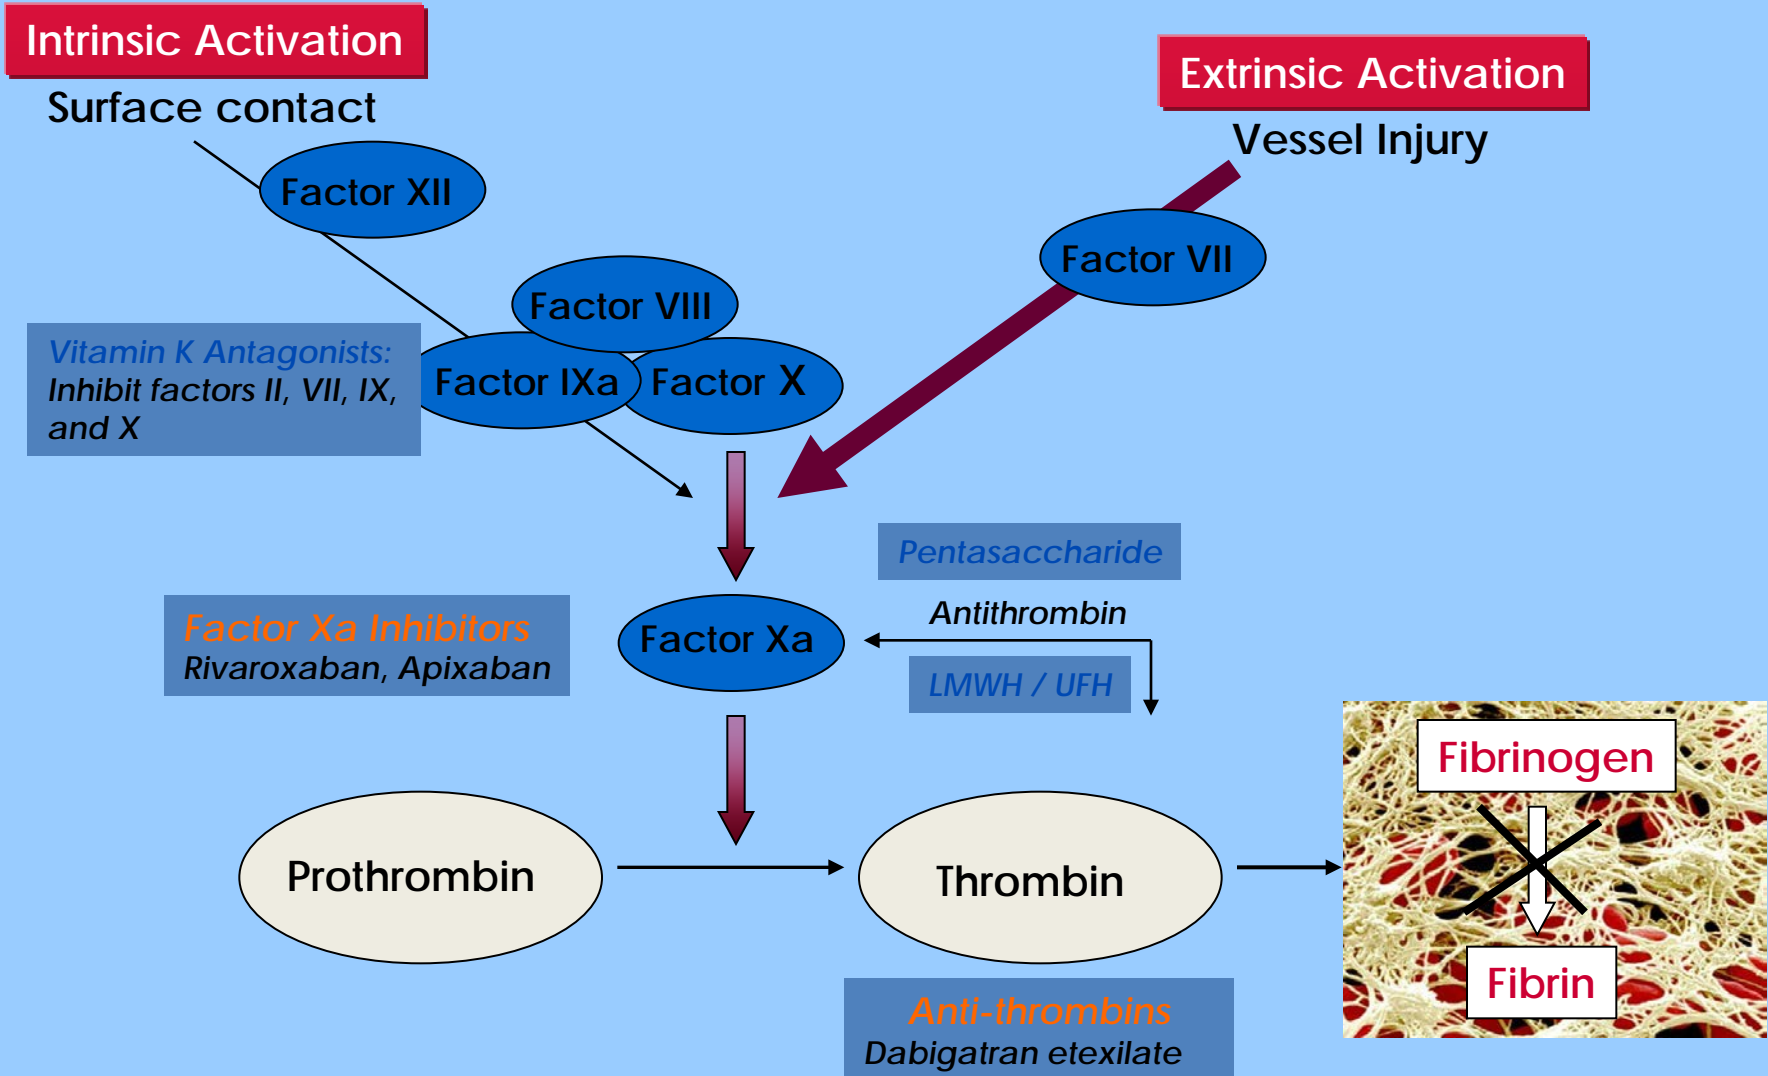 Intrinsic Activation
Surface contact
Extrinsic Activation
Vessel Injury
Factor XII
Factor VII
Factor VIII
Vitamin K Antagonists:
Inhibit factors II, VII, IX,
and X
Factor IXa
Factor X
Pentasaccharide
Antithrombin
LMWH / UFH
Factor Xa Inhibitors
Rivaroxaban, Apixaban
Factor Xa
Fibrinogen
Fibrin
Prothrombin
Thrombin
Anti-thrombins
Dabigatran etexilate